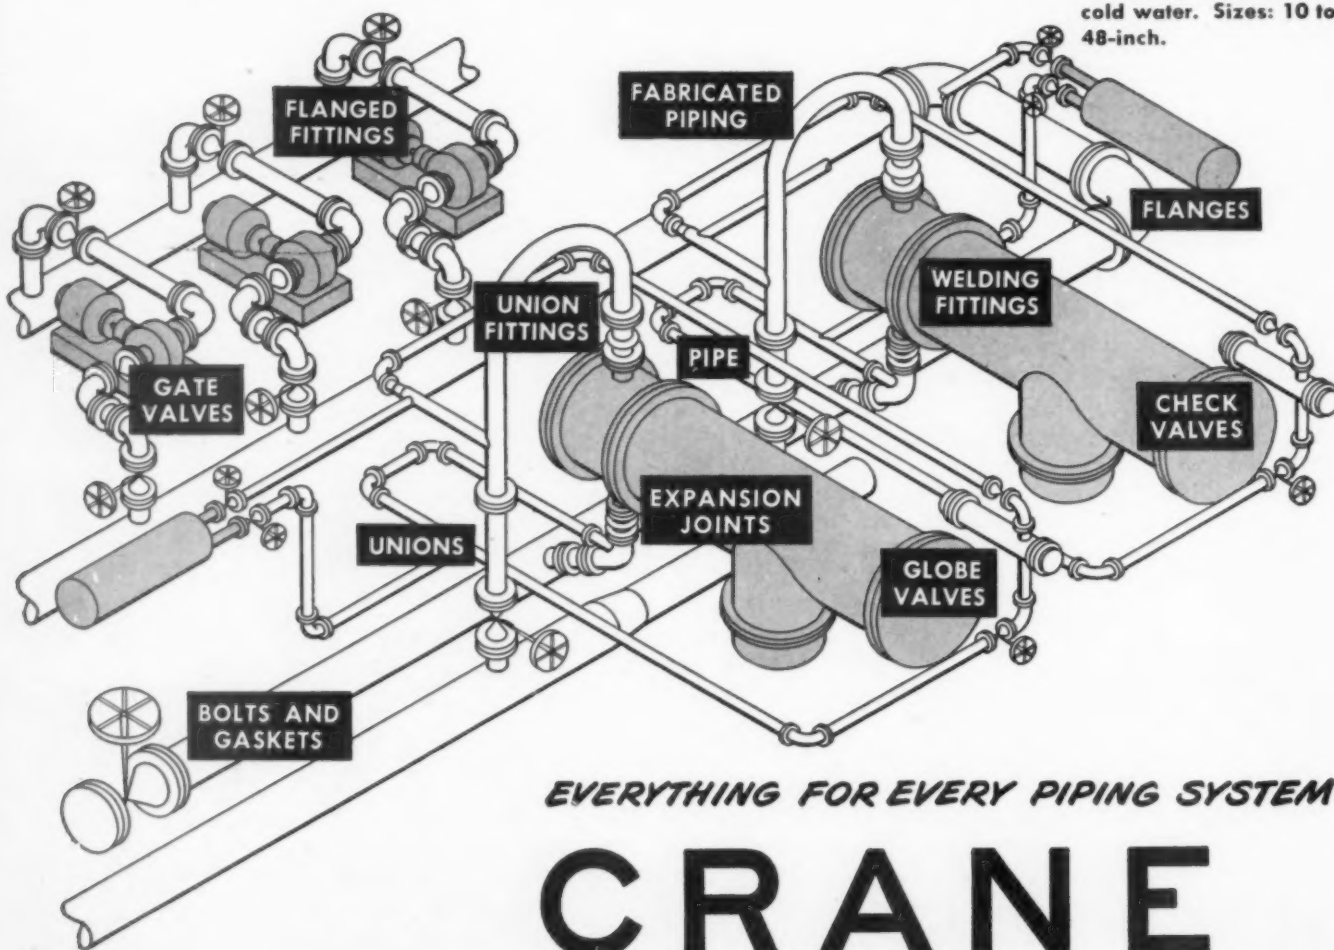 cold water. Sizes: 10 to
48-inch.
FLANGED
FITTINGS
FABRICATED
PIPING
FLANGES
UNION
FITTINGS
WELDING
FITTINGS
PIPE
GATE
VALVES
CHECK
VALVES
EXPANSION
JOINTS
UNIONS
GLOBE
VALVES
BOLTS AND
GASKETS
EVERYTHING FOR EVERY PIPING SYSTEM
CRANE